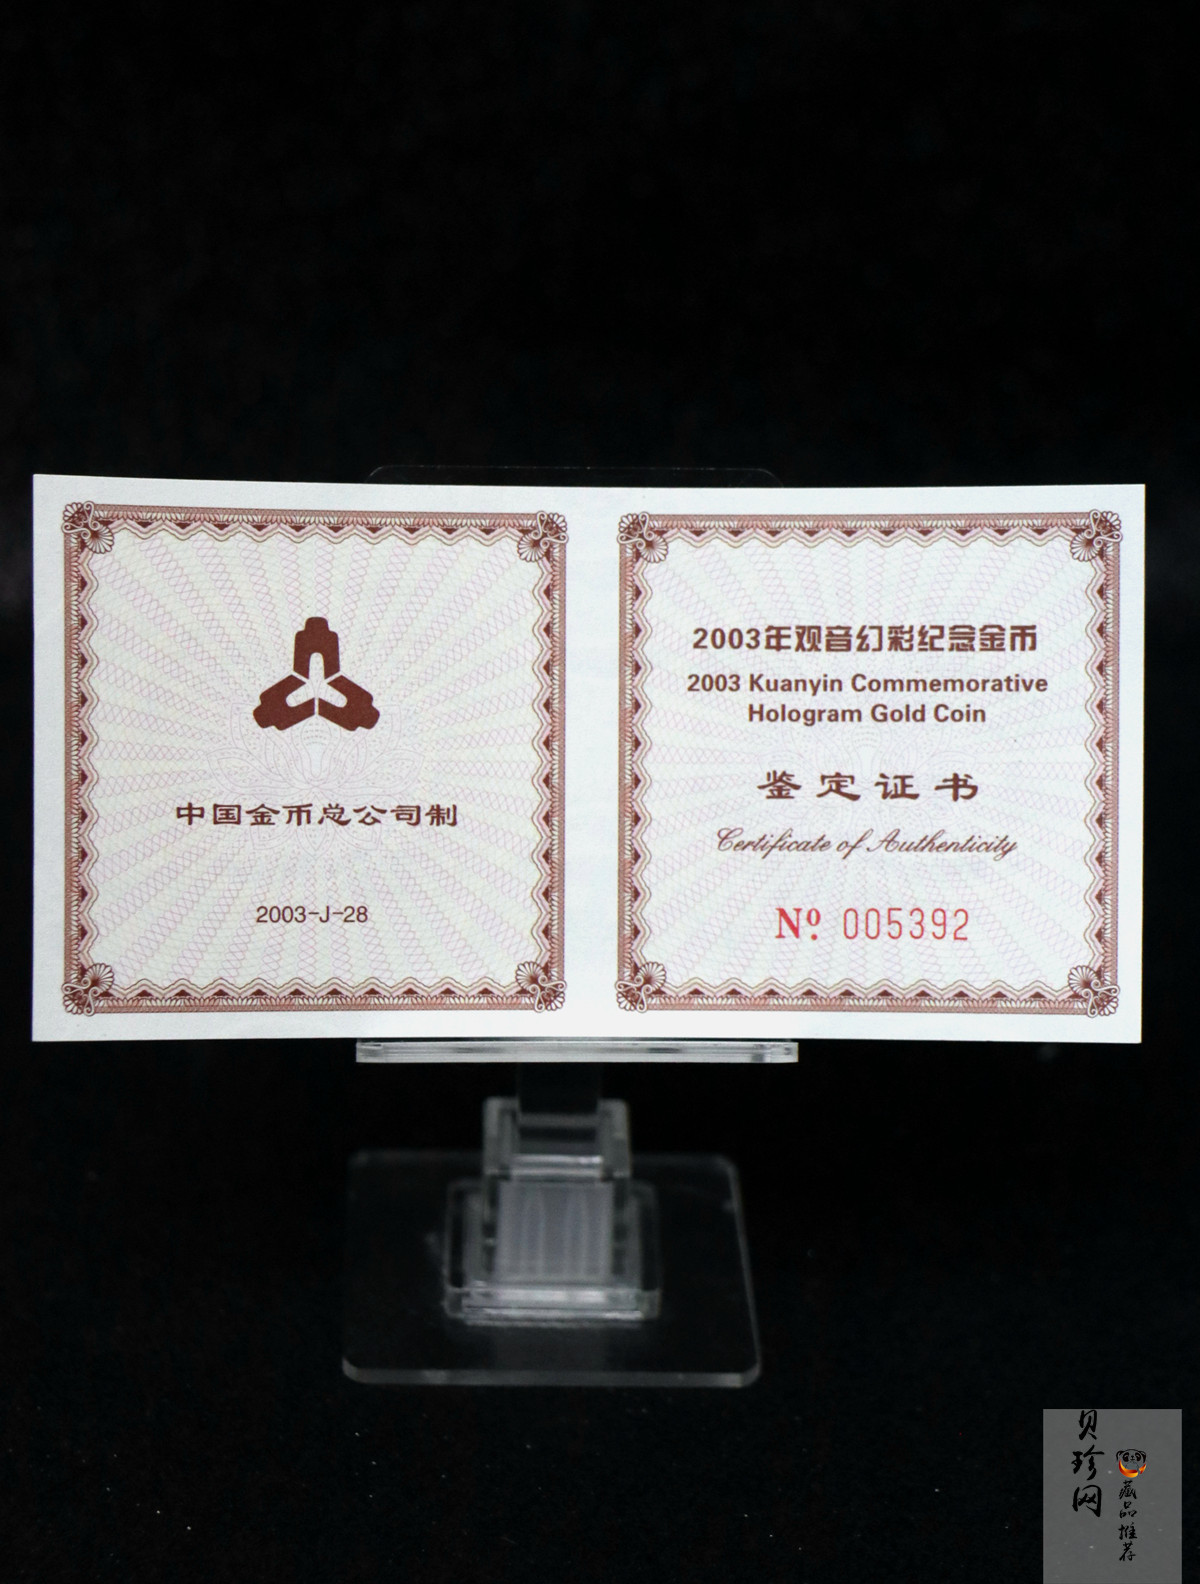 中国金币总公司制
2003-J-28
2003年观音幻彩纪念金币
2003 Kuanyin Commemorative
Hologram Gold Coin
鉴定证书
Certificate of Authenticity
Nº. 005392
贝珍网
藏品推荐